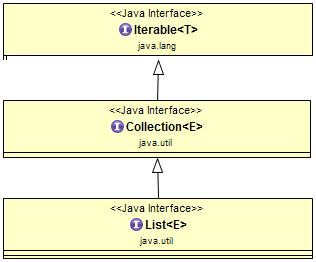 <<Java Interface>>
I Iterable<T>
java.lang
<<Java Interface>>
I Collection<E>
java.util
<<Java Interface>>
I List<E>
java.util